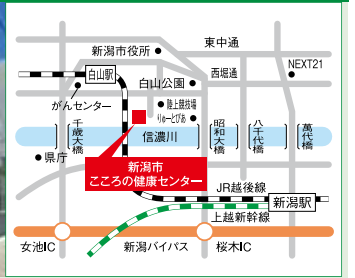 東中通
新潟市役所
西堀通
NEXT21
白山駅
白山公園
がんセンター
陸上競技場
りゅーとぴあ
千歳大橋
信濃川
昭和大橋
八千代橋
萬代橋
県庁
新潟市
こころの健康センター
JR越後線
新潟駅
上越新幹線
女池IC
新潟バイパス
桜木IC